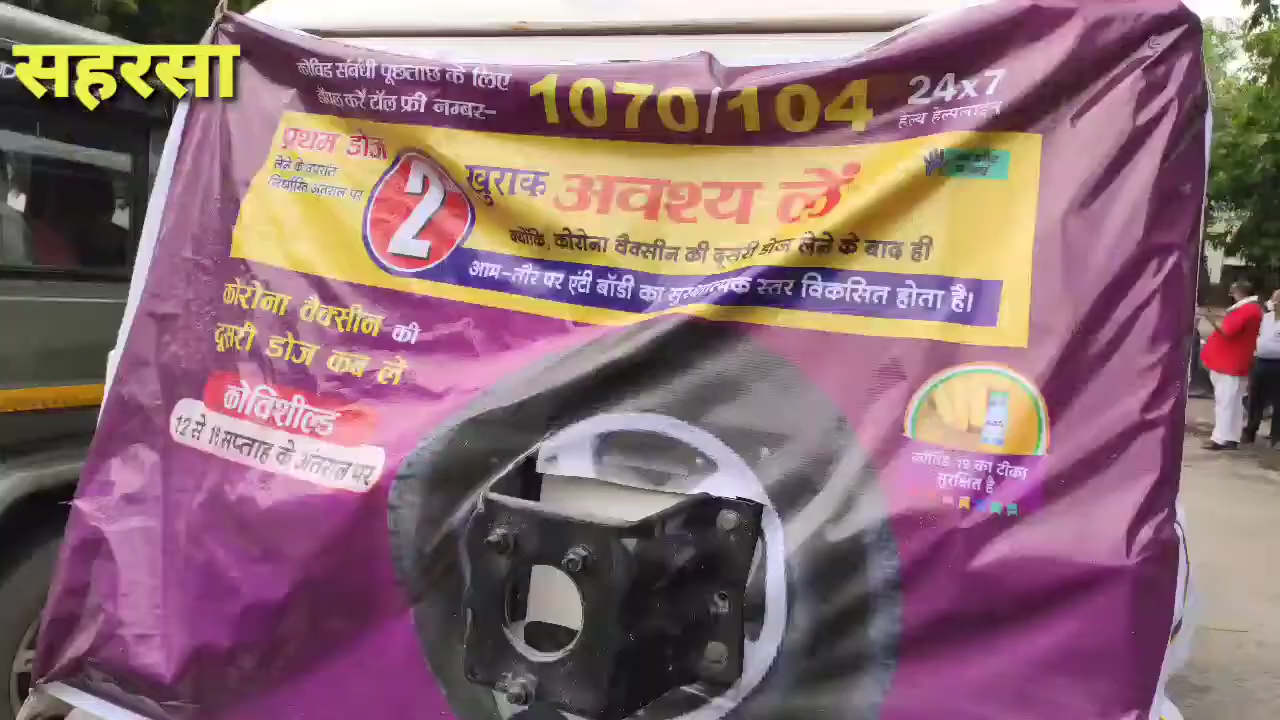 सहरसा
कोविड संबंधी पूछताछ के लिए
कॉल करें टॉल फ्री नम्बर-
1070/104
24x7
हेल्थ हेल्पलाइन
प्रथम डोज
लेने के उपरांत
निर्धारित अंतराल पर
2 खुराक अवश्य लें
क्योंकि, कोरोना वैक्सीन की दूसरी डोज लेने के बाद ही
आम-तौर पर एंटी बॉडी का सुरक्षात्मक स्तर विकसित होता है।
कोरोना वैक्सीन की
दूसरी डोज कब लें
कोविशील्ड
12 से सप्ताह के अंतराल पर
कोविड-19 का टीका
सुरक्षित है